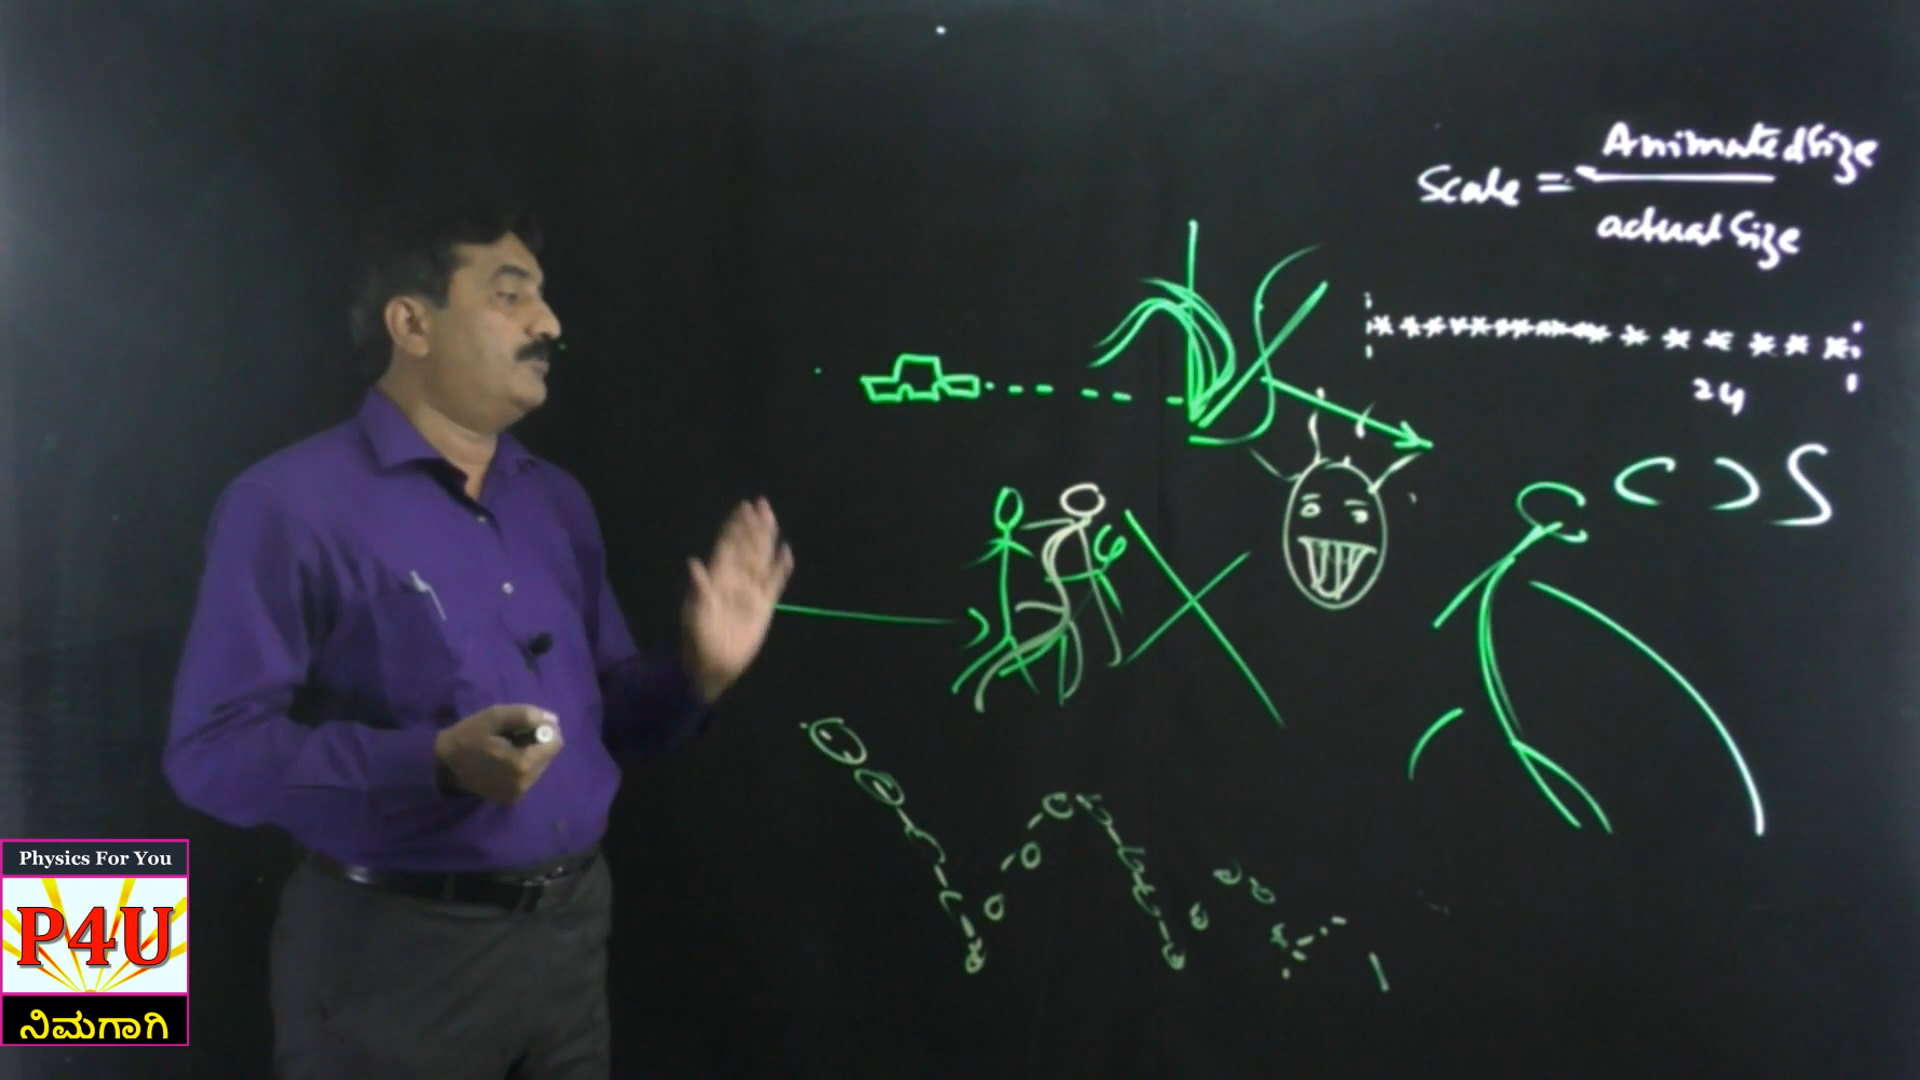 Scale = Animated Size
actual Size
24
Physics For You
P4U
ನಿಮಗಾಗಿ